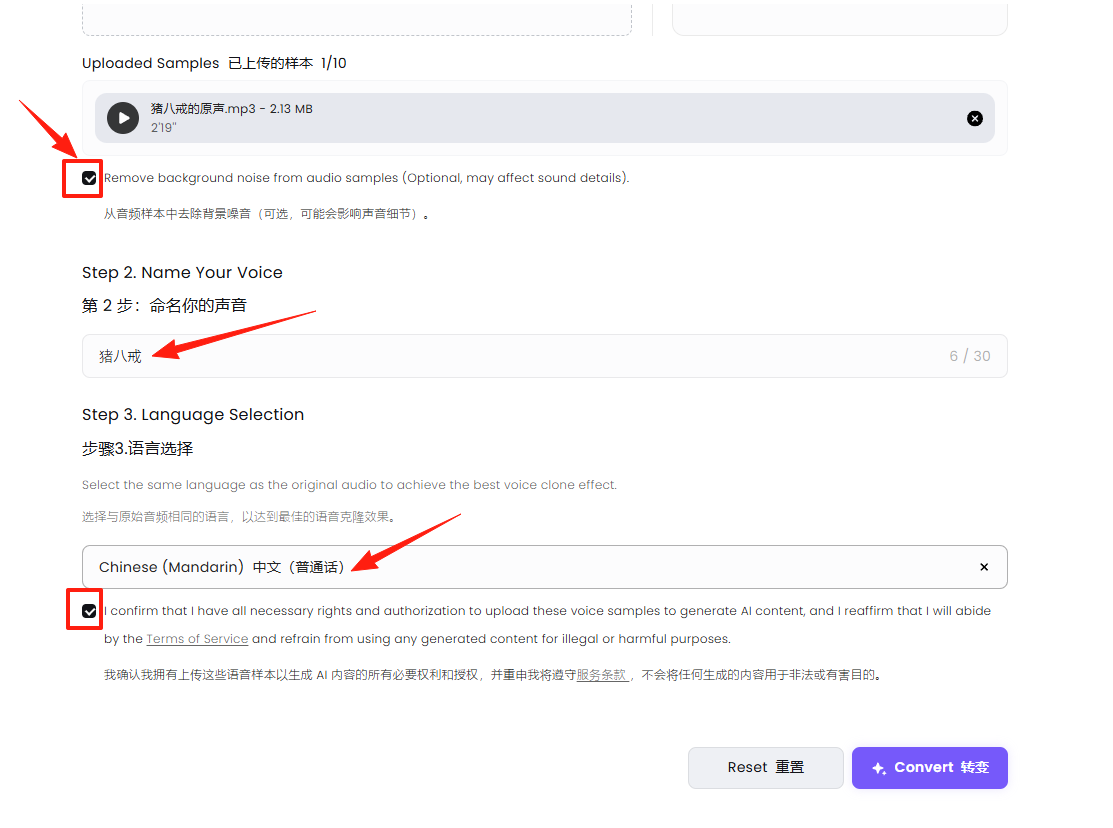 Uploaded Samples 已上传的样本 1/10
猪八戒的原声.mp3 - 2.13 MB
2'19"
Remove background noise from audio samples (Optional, may affect sound details).
从音频样本中去除背景噪音（可选，可能会影响声音细节）。
Step 2. Name Your Voice
第 2 步：命名你的声音
猪八戒 6 / 30
Step 3. Language Selection
步骤3.语言选择
Select the same language as the original audio to achieve the best voice clone effect.
选择与原始音频相同的语言，以达到最佳的语音克隆效果。
Chinese (Mandarin) 中文（普通话）
I confirm that I have all necessary rights and authorization to upload these voice samples to generate AI content, and I reaffirm that I will abide
by the Terms of Service and refrain from using any generated content for illegal or harmful purposes.
我确认我拥有上传这些语音样本以生成 AI 内容的所有必要权利和授权，并重申我将遵守服务条款 ，不会将任何生成的内容用于非法或有害目的。
Reset 重置
Convert 转变